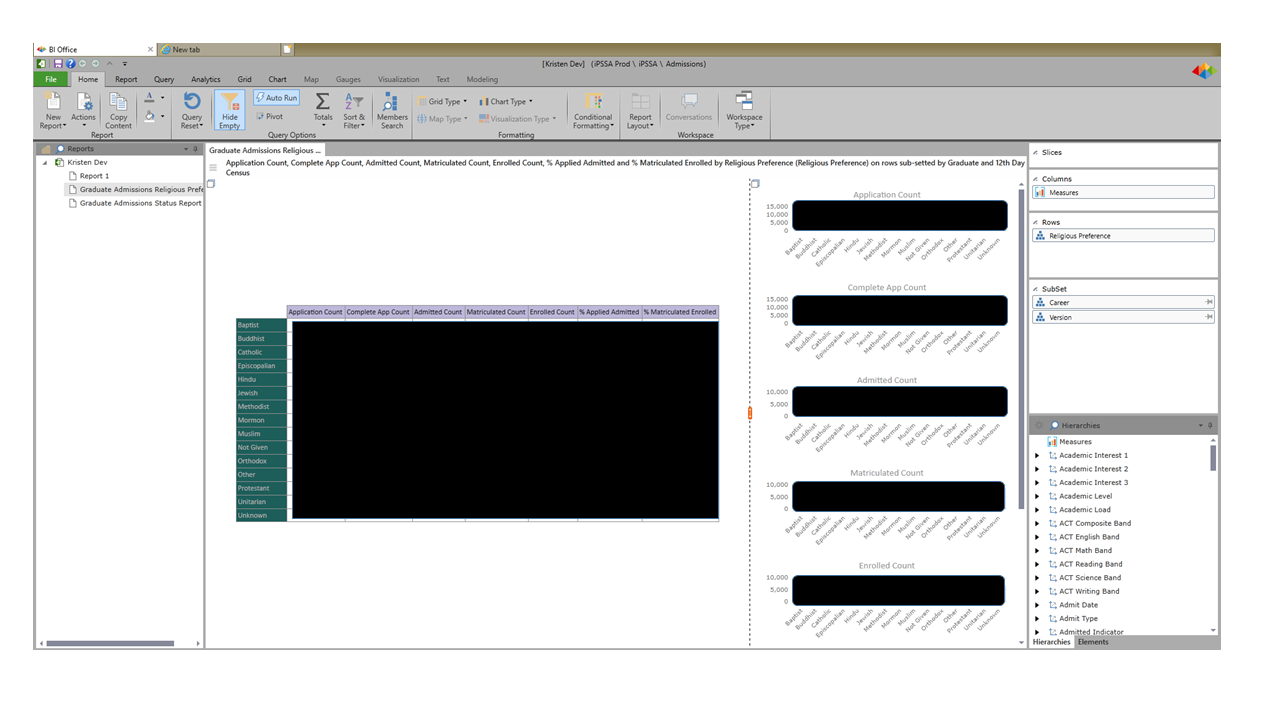 BI Office
New tab
[Kristen Dev] (iPSSA Prod \ iPSSA \ Admissions)
File Home Report Query Analytics Grid Chart Map Gauges Visualization Text Modeling
New Report
Actions
Copy Content
Report
Query Reset
Hide Empty
Auto Run
Pivot
Totals
Sort & Filter
Query Options
Members Search
Grid Type
Chart Type
Map Type
Visualization Type
Conditional Formatting
Formatting
Report Layout
Conversations
Workspace Type
Workspace
Reports
Kristen Dev
Report 1
Graduate Admissions Religious Prefe
Graduate Admissions Status Report
Graduate Admissions Religious ...
Application Count, Complete App Count, Admitted Count, Matriculated Count, Enrolled Count, % Applied Admitted and % Matriculated Enrolled by Religious Preference (Religious Preference) on rows sub-setted by Graduate and 12th Day
Census
Application Count Complete App Count Admitted Count Matriculated Count Enrolled Count % Applied Admitted % Matriculated Enrolled
Baptist
Buddhist
Catholic
Episcopalian
Hindu
Jewish
Methodist
Mormon
Muslim
Not Given
Orthodox
Other
Protestant
Unitarian
Unknown
Application Count
15,000
10,000
5,000
0
Baptist Buddhist Catholic Episcopalian Hindu Jewish Methodist Mormon Muslim Not Given Orthodox Other Protestant Unitarian Unknown
Complete App Count
15,000
10,000
5,000
0
Baptist Buddhist Catholic Episcopalian Hindu Jewish Methodist Mormon Muslim Not Given Orthodox Other Protestant Unitarian Unknown
Admitted Count
10,000
5,000
0
Baptist Buddhist Catholic Episcopalian Hindu Jewish Methodist Mormon Muslim Not Given Orthodox Other Protestant Unitarian Unknown
Matriculated Count
10,000
5,000
0
Baptist Buddhist Catholic Episcopalian Hindu Jewish Methodist Mormon Muslim Not Given Orthodox Other Protestant Unitarian Unknown
Enrolled Count
10,000
5,000
0
Baptist Buddhist Catholic Episcopalian Hindu Jewish Methodist Mormon Muslim Not Given Orthodox Other Protestant Unitarian Unknown
Slices
Columns
Measures
Rows
Religious Preference
SubSet
Career
Version
Hierarchies
Measures
Academic Interest 1
Academic Interest 2
Academic Interest 3
Academic Level
Academic Load
ACT Composite Band
ACT English Band
ACT Math Band
ACT Reading Band
ACT Science Band
ACT Writing Band
Admit Date
Admit Type
Admitted Indicator
Hierarchies Elements